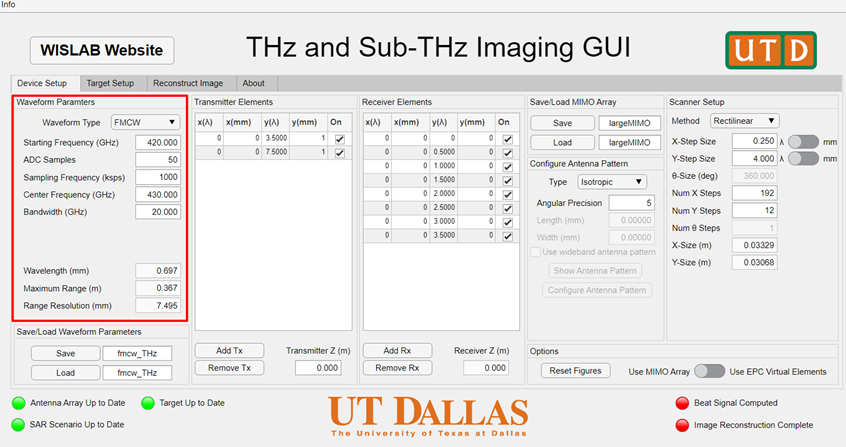 Info
WISLAB Website
THz and Sub-THz Imaging GUI
UTD
Device Setup Target Setup Reconstruct Image About
Waveform Paramters
Waveform Type FMCW
Starting Frequency (GHz) 420.000
ADC Samples 50
Sampling Frequency (ksps) 1000
Center Frequency (GHz) 430.000
Bandwidth (GHz) 20.000
Wavelength (mm) 0.697
Maximum Range (m) 0.367
Range Resolution (mm) 7.495
Save/Load Waveform Parameters
Save fmcw_THz
Load fmcw_THz
Transmitter Elements
x(λ) x(mm) y(λ) y(mm) On
0 0 3.5000 1
0 0 7.5000 1
Add Tx Transmitter Z (m)
Remove Tx 0.000
Receiver Elements
x(λ) x(mm) y(λ) y(mm) On
0 0 0 0
0 0 0.5000 0
0 0 1.0000 0
0 0 1.5000 0
0 0 2.0000 0
0 0 2.5000 0
0 0 3.0000 0
0 0 3.5000 0
Add Rx Receiver Z (m)
Remove Rx 0.000
Save/Load MIMO Array
Save largeMIMO
Load largeMIMO
Configure Antenna Pattern
Type Isotropic
Angular Precision 5
Length (mm) 0.00000
Width (mm) 0.00000
Use wideband antenna pattern
Show Antenna Pattern
Configure Antenna Pattern
Scanner Setup
Method Rectilinear
X-Step Size 0.250 λ mm
Y-Step Size 4.000 λ mm
θ-Size (deg) 360.000
Num X Steps 192
Num Y Steps 12
Num θ Steps 1
X-Size (m) 0.03329
Y-Size (m) 0.03068
Options
Reset Figures Use MIMO Array Use EPC Virtual Elements
Antenna Array Up to Date Target Up to Date
SAR Scenario Up to Date
UT DALLAS
The University of Texas at Dallas
Beat Signal Computed
Image Reconstruction Complete